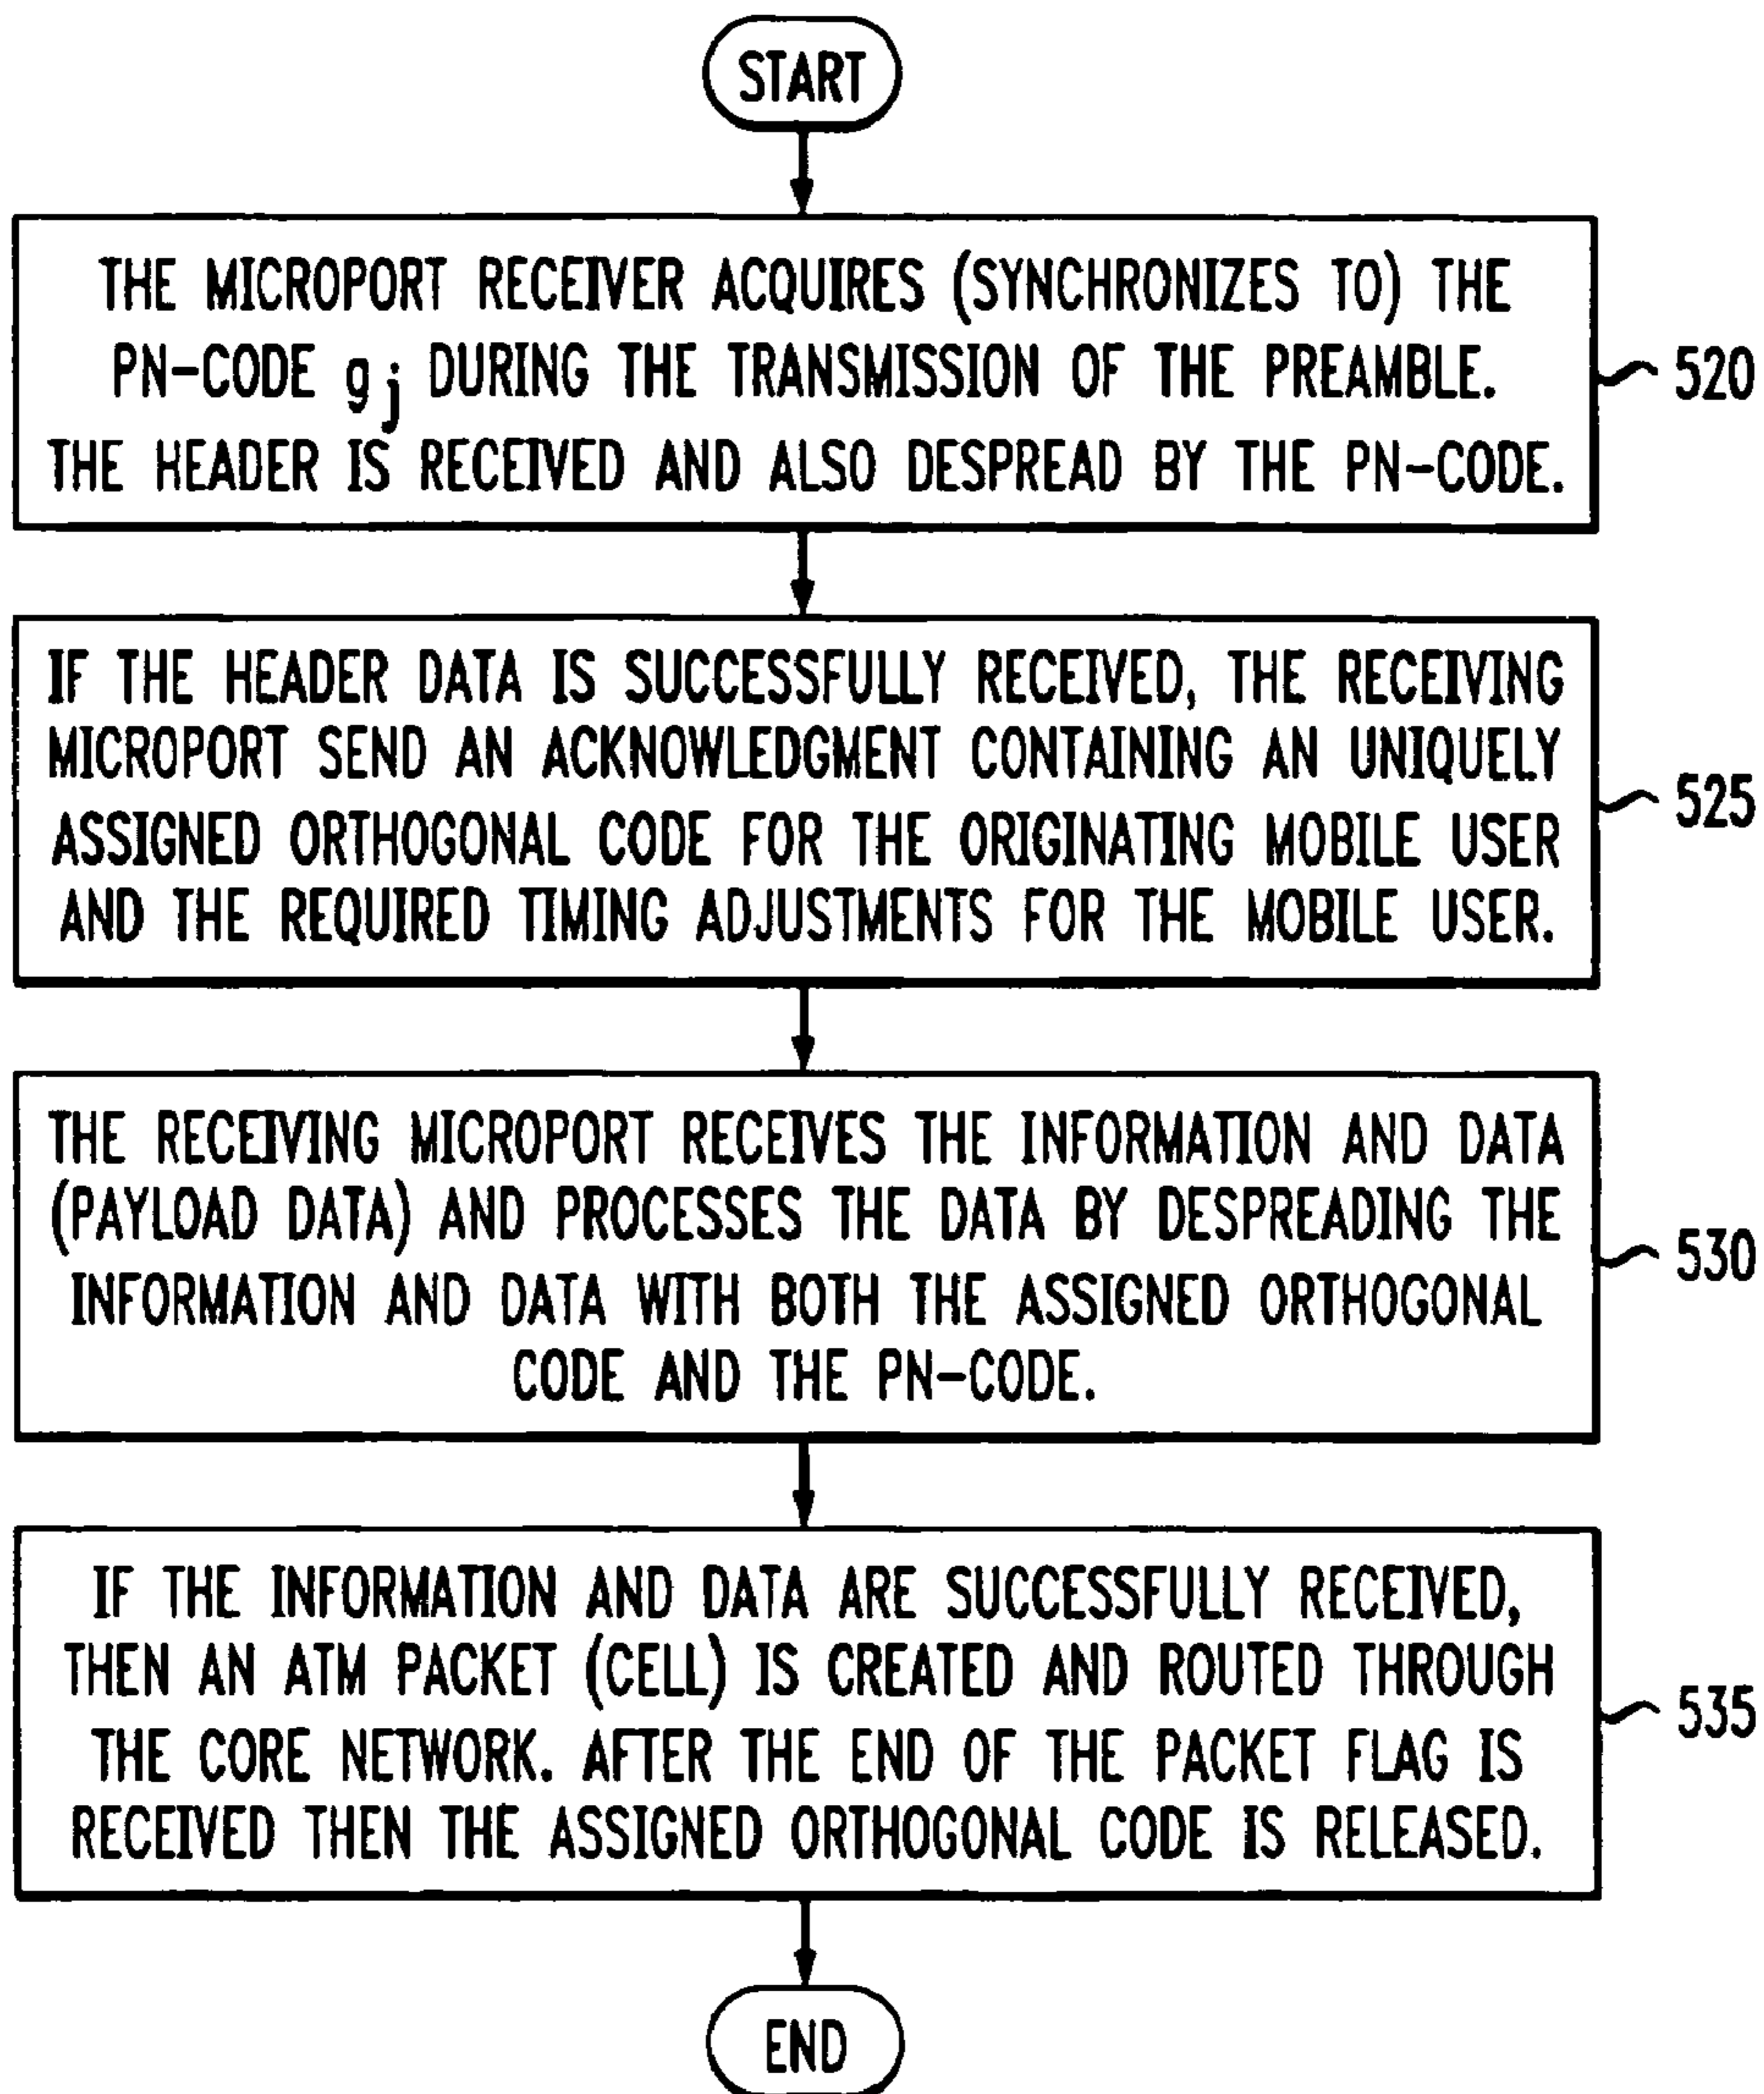 START
THE MICROPORT RECEIVER ACQUIRES (SYNCHRONIZES TO) THE
PN-CODE gj DURING THE TRANSMISSION OF THE PREAMBLE.
THE HEADER IS RECEIVED AND ALSO DESPREAD BY THE PN-CODE.
520
IF THE HEADER DATA IS SUCCESSFULLY RECEIVED, THE RECEIVING
MICROPORT SEND AN ACKNOWLEDGMENT CONTAINING AN UNIQUELY
ASSIGNED ORTHOGONAL CODE FOR THE ORIGINATING MOBILE USER
AND THE REQUIRED TIMING ADJUSTMENTS FOR THE MOBILE USER.
525
THE RECEIVING MICROPORT RECEIVES THE INFORMATION AND DATA
(PAYLOAD DATA) AND PROCESSES THE DATA BY DESPREADING THE
INFORMATION AND DATA WITH BOTH THE ASSIGNED ORTHOGONAL
CODE AND THE PN-CODE.
530
IF THE INFORMATION AND DATA ARE SUCCESSFULLY RECEIVED,
THEN AN ATM PACKET (CELL) IS CREATED AND ROUTED THROUGH
THE CORE NETWORK. AFTER THE END OF THE PACKET FLAG IS
RECEIVED THEN THE ASSIGNED ORTHOGONAL CODE IS RELEASED.
535
END